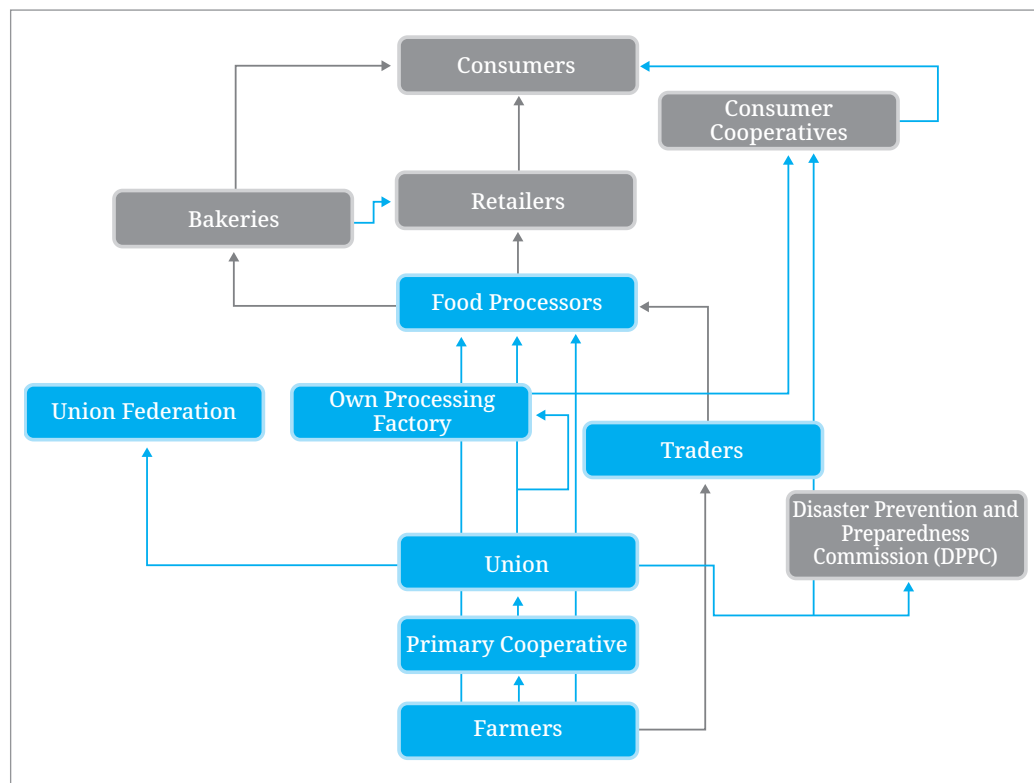 Consumers
Consumer
Cooperatives
Retailers
Bakeries
Food Processors
Union Federation
Own Processing
Factory
Traders
Disaster Prevention and
Preparedness
Commission (DPPC)
Union
Primary Cooperative
Farmers